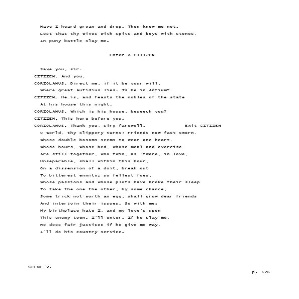 Have I heard groan and drop. Then know me not.
Lest that thy wives with spits and boys with stones,
In puny battle slay me.
Enter A CITIZEN
Save you, sir.
CITIZEN. And you.
CORIOLANUS. Direct me, if it be your will,
Where great Aufidius lies. Is he in Antium?
CITIZEN. He is, and feasts the nobles of the state
At his house this night.
CORIOLANUS. Which is his house, beseech you?
CITIZEN. This here before you.
CORIOLANUS. Thank you, sir; farewell. Exit CITIZEN
O world, thy slippery turns! Friends now fast sworn,
Whose double bosoms seems to wear one heart,
Whose hours, whose bed, whose meal and exercise
Are still together, who twin, as 'twere, in love,
Unseparable, shall within this hour,
On a dissension of a doit, break out
To bitterest enmity; so fellest foes,
Whose passions and whose plots have broke their sleep
To take the one the other, by some chance,
Some trick not worth an egg, shall grow dear friends
And interjoin their issues. So with me:
My birthplace hate I, and my love's upon
This enemy town. I'll enter. If he slay me,
He does fair justice: if he give me way,
I'll do his country service.